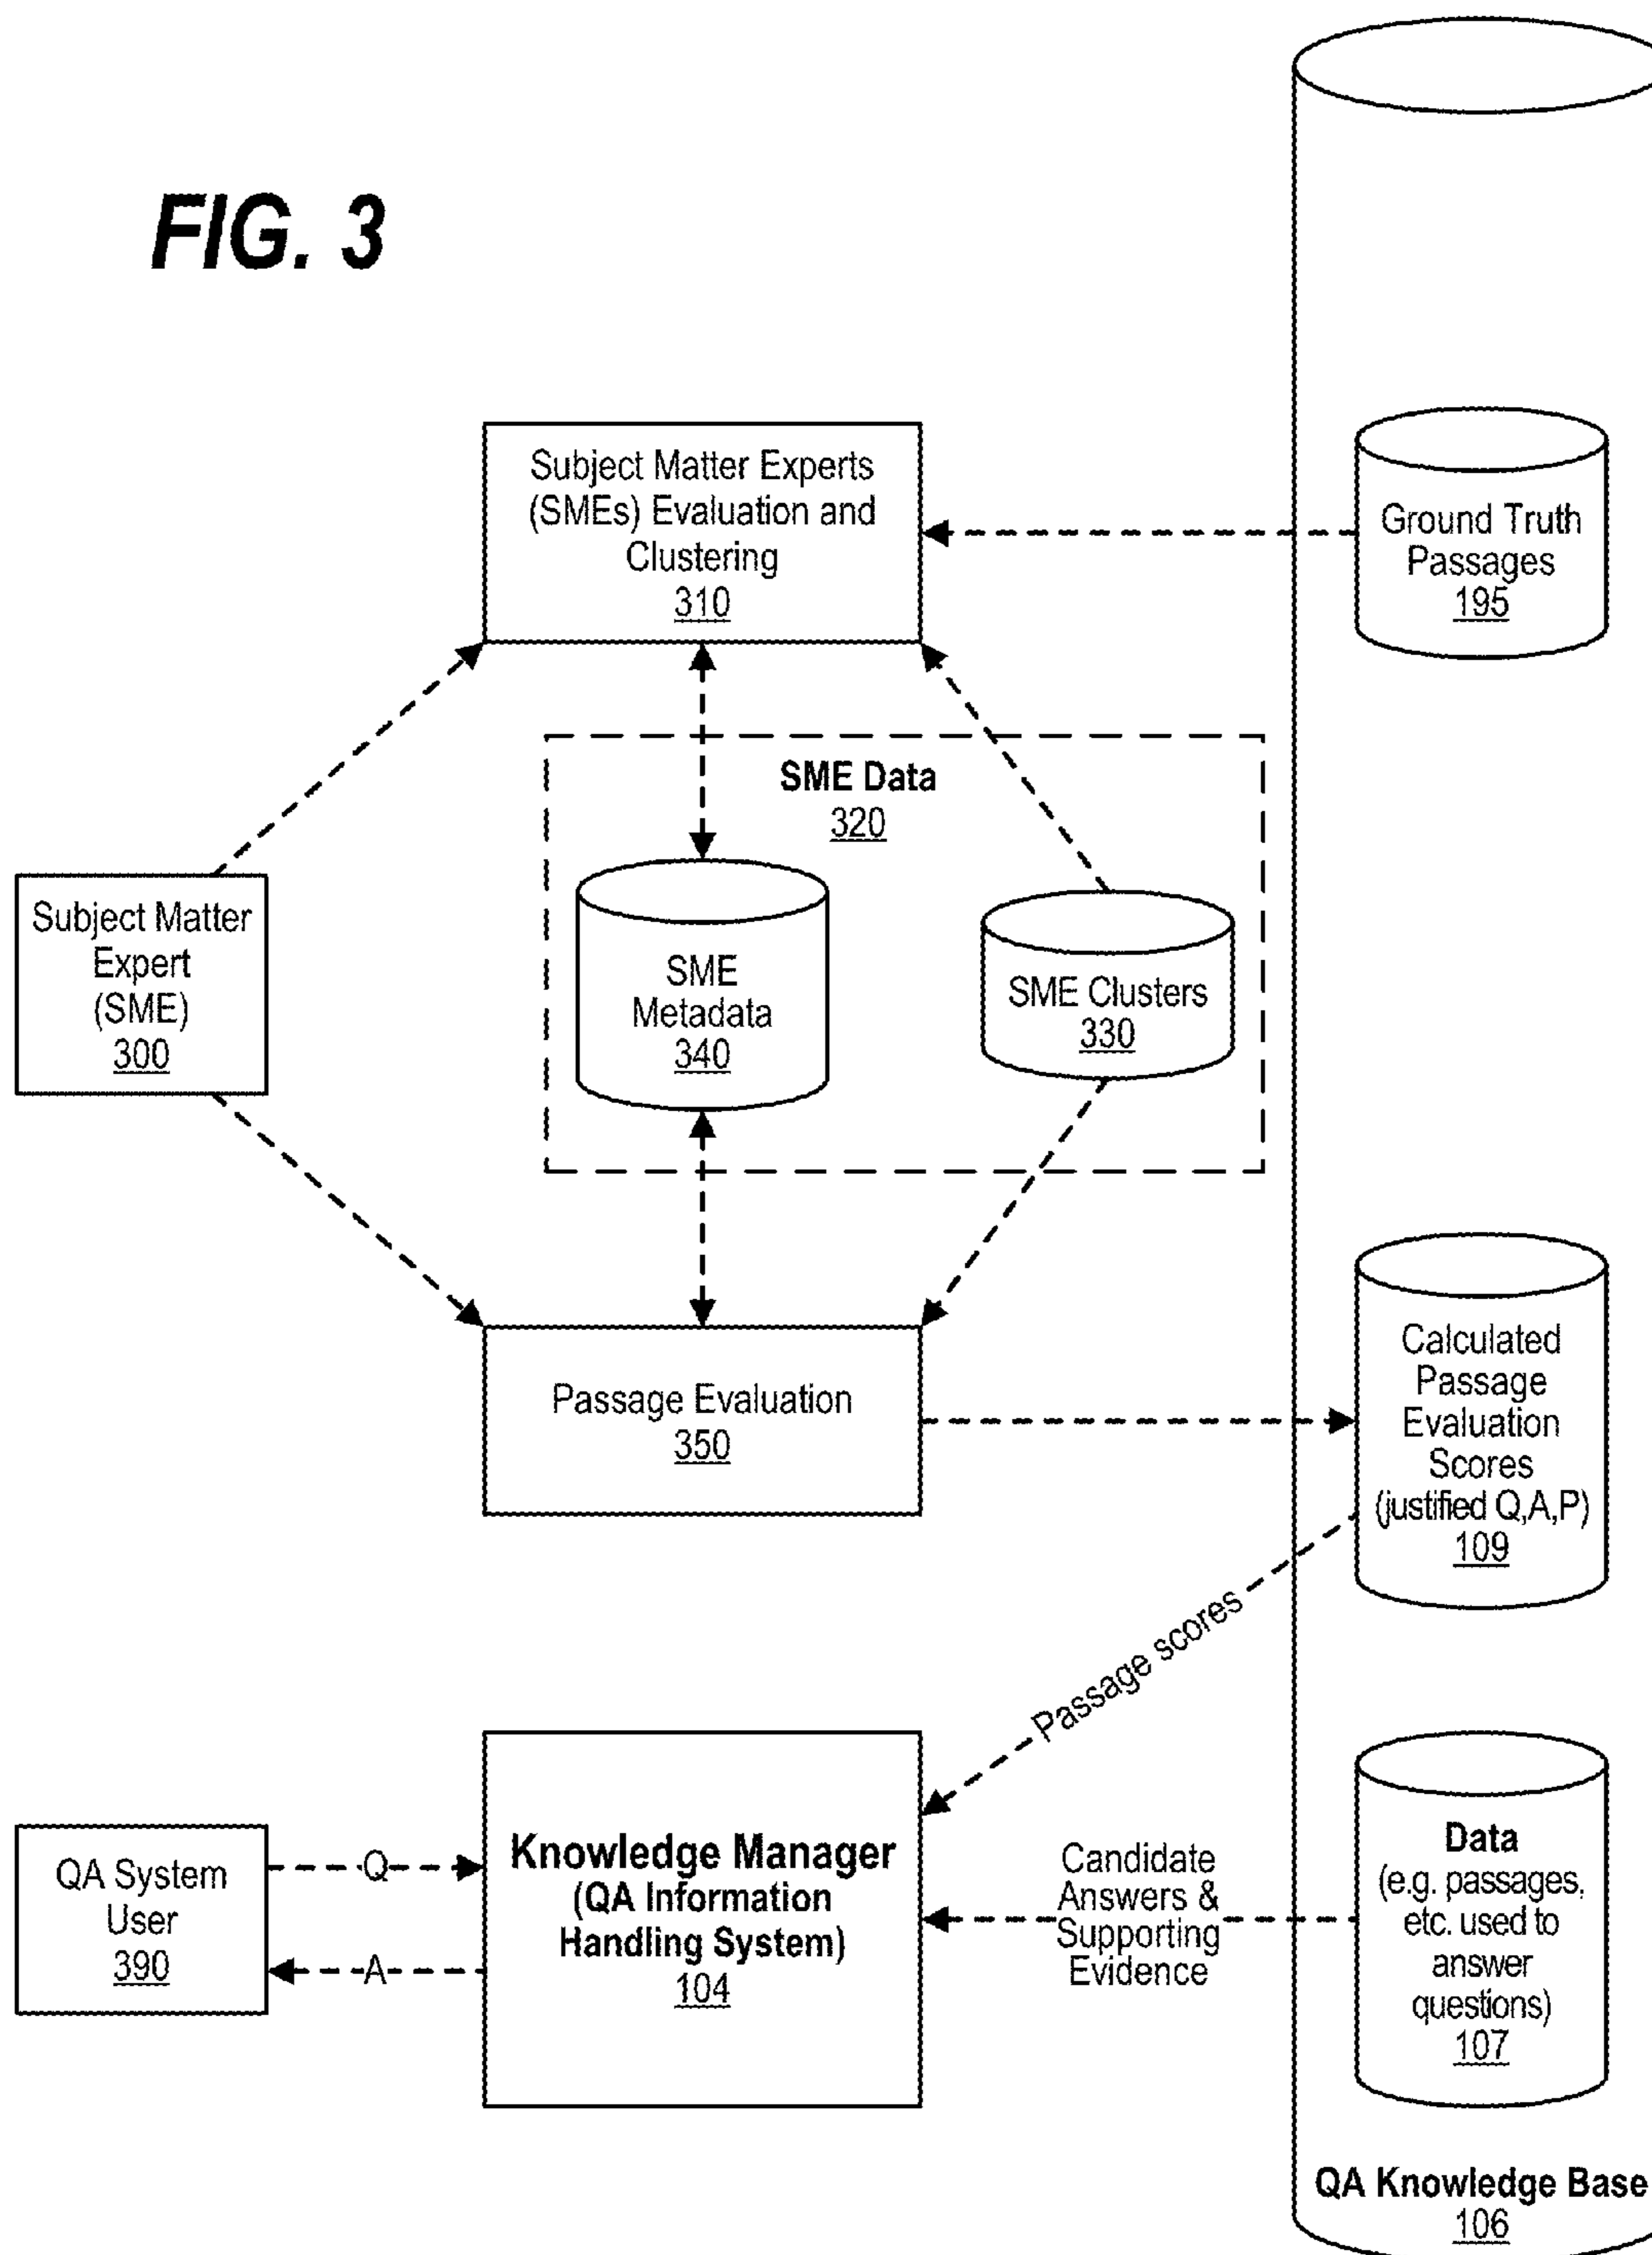 FIG. 3
Subject Matter Experts
(SMEs) Evaluation and
Clustering
310
Ground Truth
Passages
195
SME Data
320
Subject Matter
Expert
(SME)
300
SME
Metadata
340
SME Clusters
330
Passage Evaluation
350
Calculated
Passage
Evaluation
Scores
(justified Q,A,P)
109
Passage scores
QA System
User
390
Q
A
Knowledge Manager
(QA Information
Handling System)
104
Candidate
Answers &
Supporting
Evidence
Data
(e.g. passages,
etc. used to
answer
questions)
107
QA Knowledge Base
106